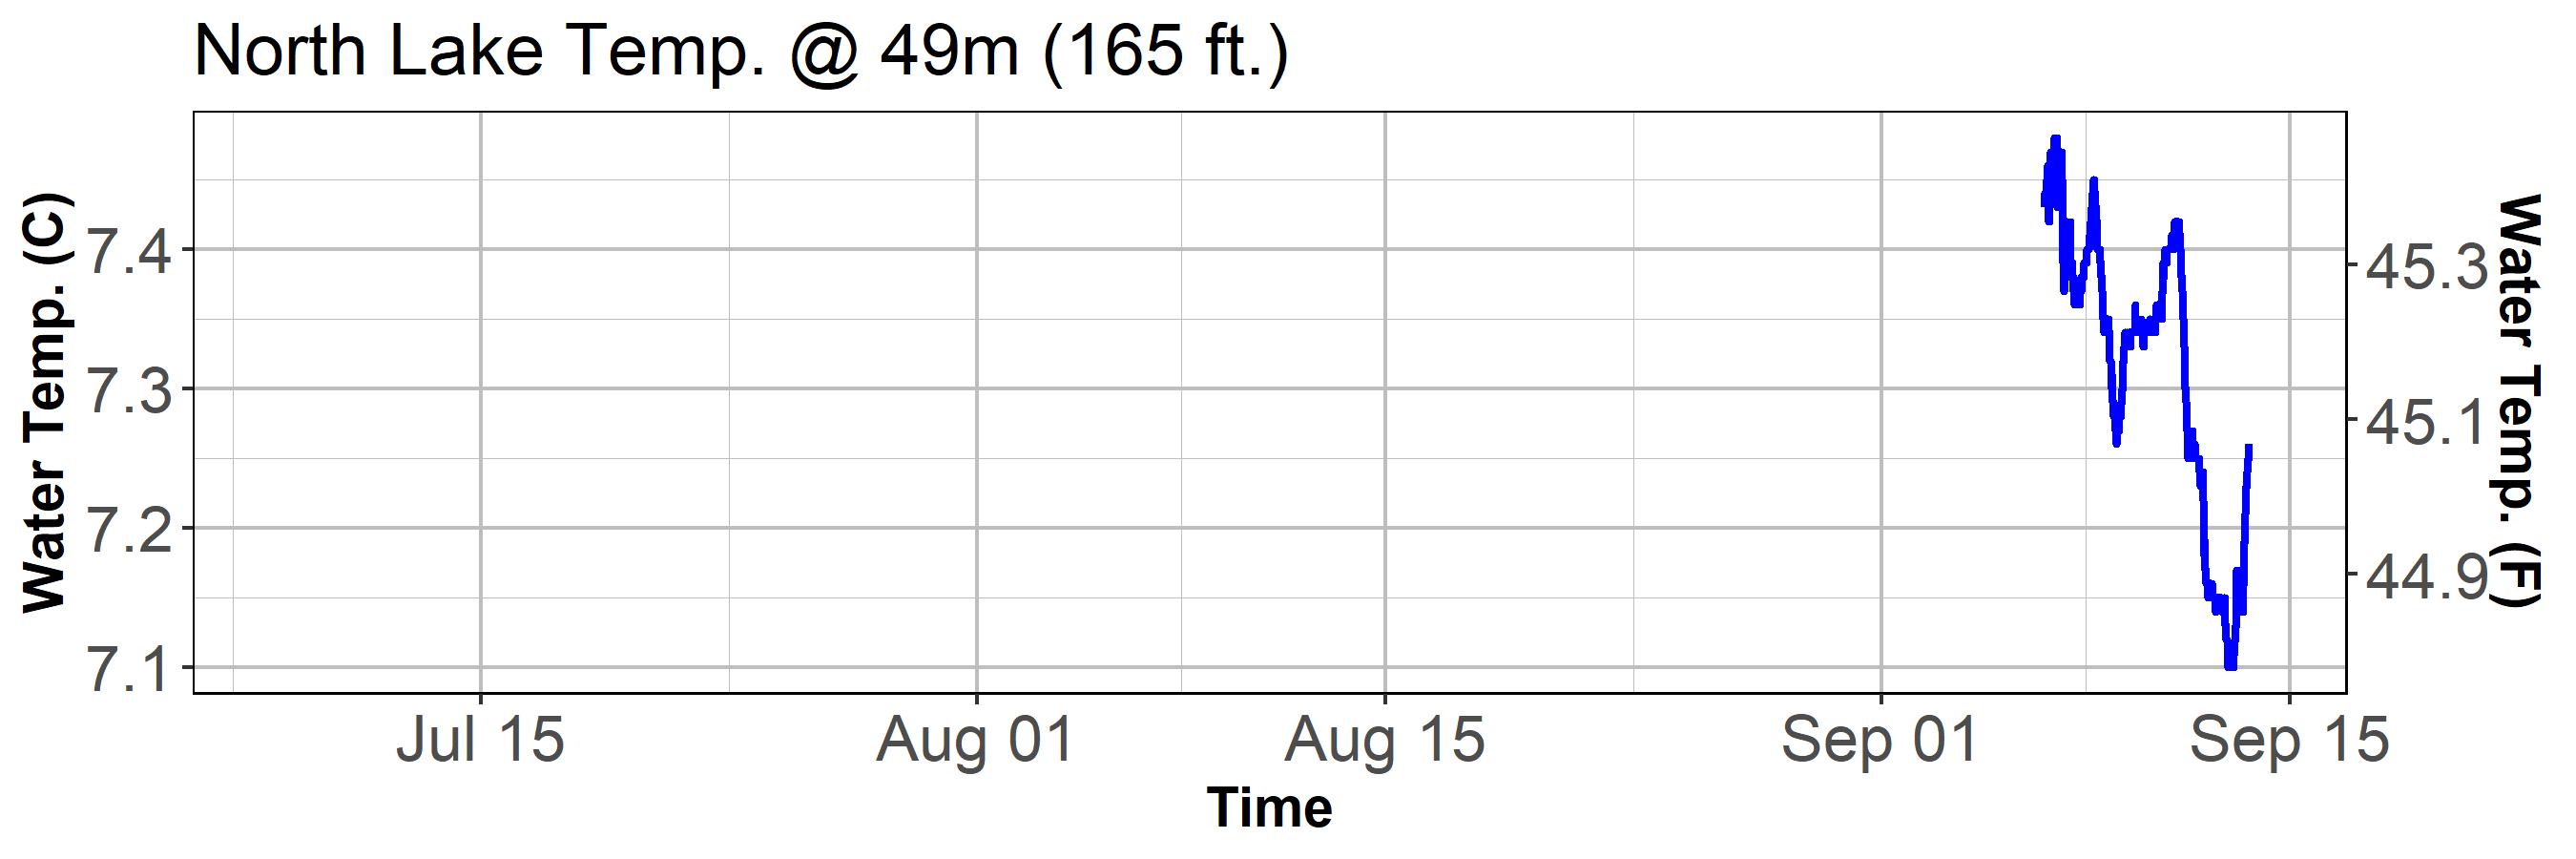 North Lake Temp. @ 49m (165 ft.)
Water Temp. (C)
7.4
7.3
7.2
7.1
45.3
45.1
44.9
Water Temp. (F)
Jul 15 Aug 01 Aug 15 Sep 01 Sep 15
Time